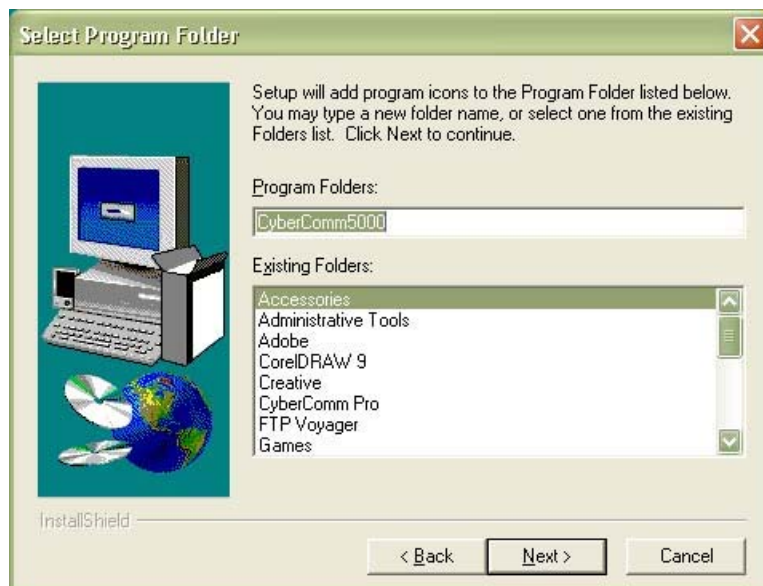 Select Program Folder
Setup will add program icons to the Program Folder listed below.
You may type a new folder name, or select one from the existing
Folders list. Click Next to continue.
Program Folders:
CyberComm5000
Existing Folders:
Accessories
Administrative Tools
Adobe
CorelDRAW 9
Creative
CyberComm Pro
FTP Voyager
Games
InstallShield
< Back
Next >
Cancel